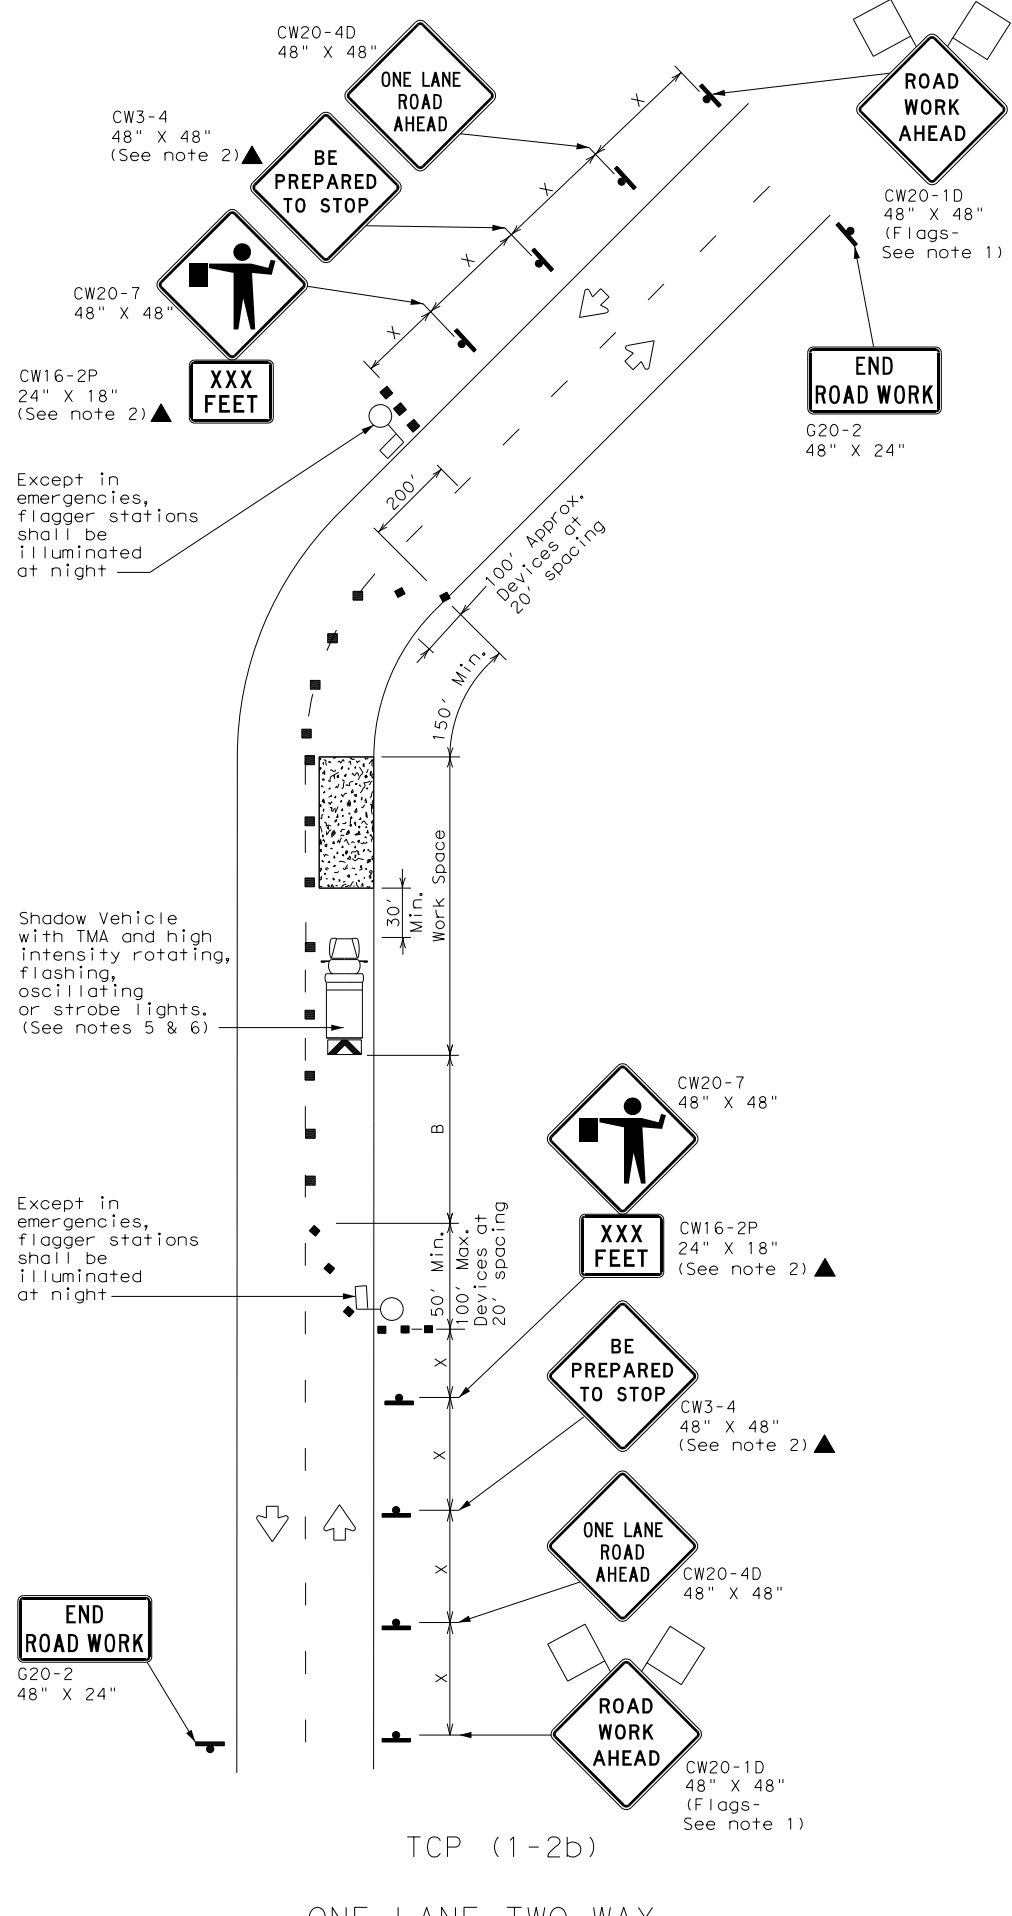 CW20-4D
48" X 48"
ONE LANE
ROAD
AHEAD
ROAD
WORK
AHEAD
CW20-1D
48" X 48"
(Flags-
See note 1)
CW3-4
48" X 48"
(See note 2)
BE
PREPARED
TO STOP
CW20-7
48" X 48"
CW16-2P
24" X 18"
(See note 2)
XXX
FEET
X
X
X
X
END
ROAD WORK
G20-2
48" X 24"
Except in
emergencies,
flagger stations
shall be
illuminated
at night
200'
100' Approx.
Devices at
20' spacing
150' Min.
Work Space
30'
Min.
Shadow Vehicle
with TMA and high
intensity rotating,
flashing,
oscillating
or strobe lights.
(See notes 5 & 6)
B
CW20-7
48" X 48"
XXX
FEET
CW16-2P
24" X 18"
(See note 2)
Except in
emergencies,
flagger stations
shall be
illuminated
at night
50' Min.
100' Max.
Devices at
20' spacing
X
X
X
X
BE
PREPARED
TO STOP
CW3-4
48" X 48"
(See note 2)
ONE LANE
ROAD
AHEAD
CW20-4D
48" X 48"
END
ROAD WORK
G20-2
48" X 24"
ROAD
WORK
AHEAD
CW20-1D
48" X 48"
(Flags-
See note 1)
TCP (1-2b)
ONE LANE TWO WAY